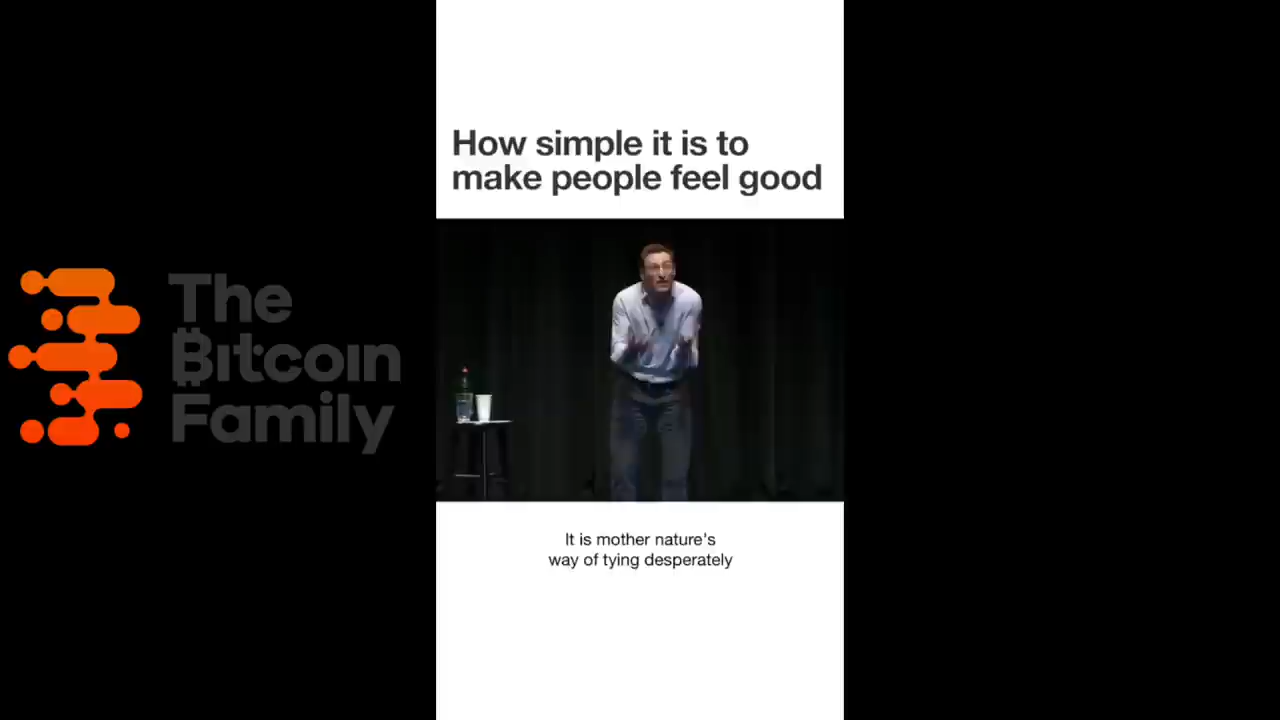 How simple it is to
make people feel good
The
Bitcoin
Family
It is mother nature's
way of tying desperately